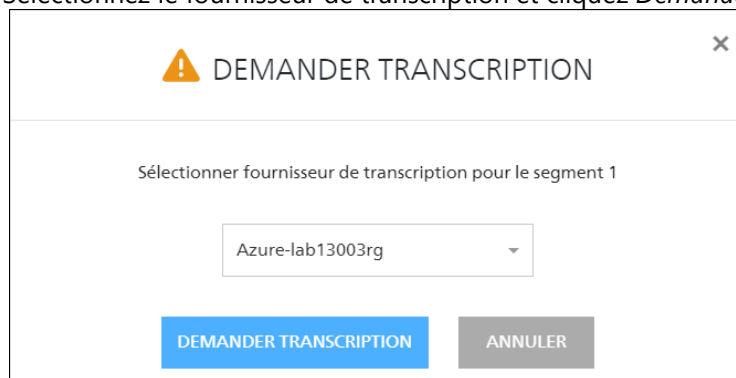 Sélectionnez le fournisseur de transcription et cliquez
DEMANDER TRANSCRIPTION
Sélectionner fournisseur de transcription pour le segment 1
Azure-lab13003rg
DEMANDER TRANSCRIPTION ANNULER